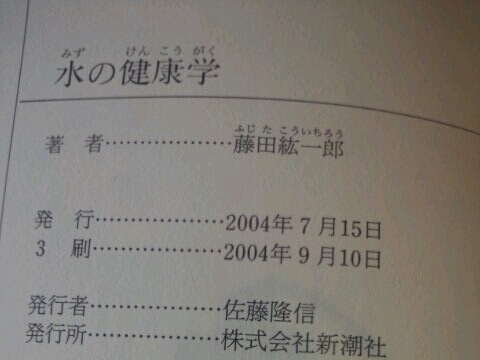 みず けんこうがく
水の健康学
ふじ た こういちろう
著 者………………藤田紘一郎
発 行………………2004年7月15日
3 刷………………2004年9月10日
発行者………………佐藤隆信
発行所………………株式会社新潮社